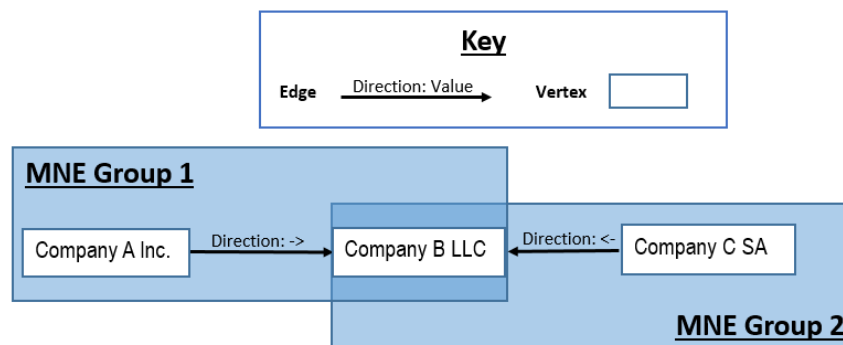 Key
Edge Direction: Value Vertex
MNE Group 1
Company A Inc. Direction: -> Company B LLC Direction: <- Company C SA
MNE Group 2